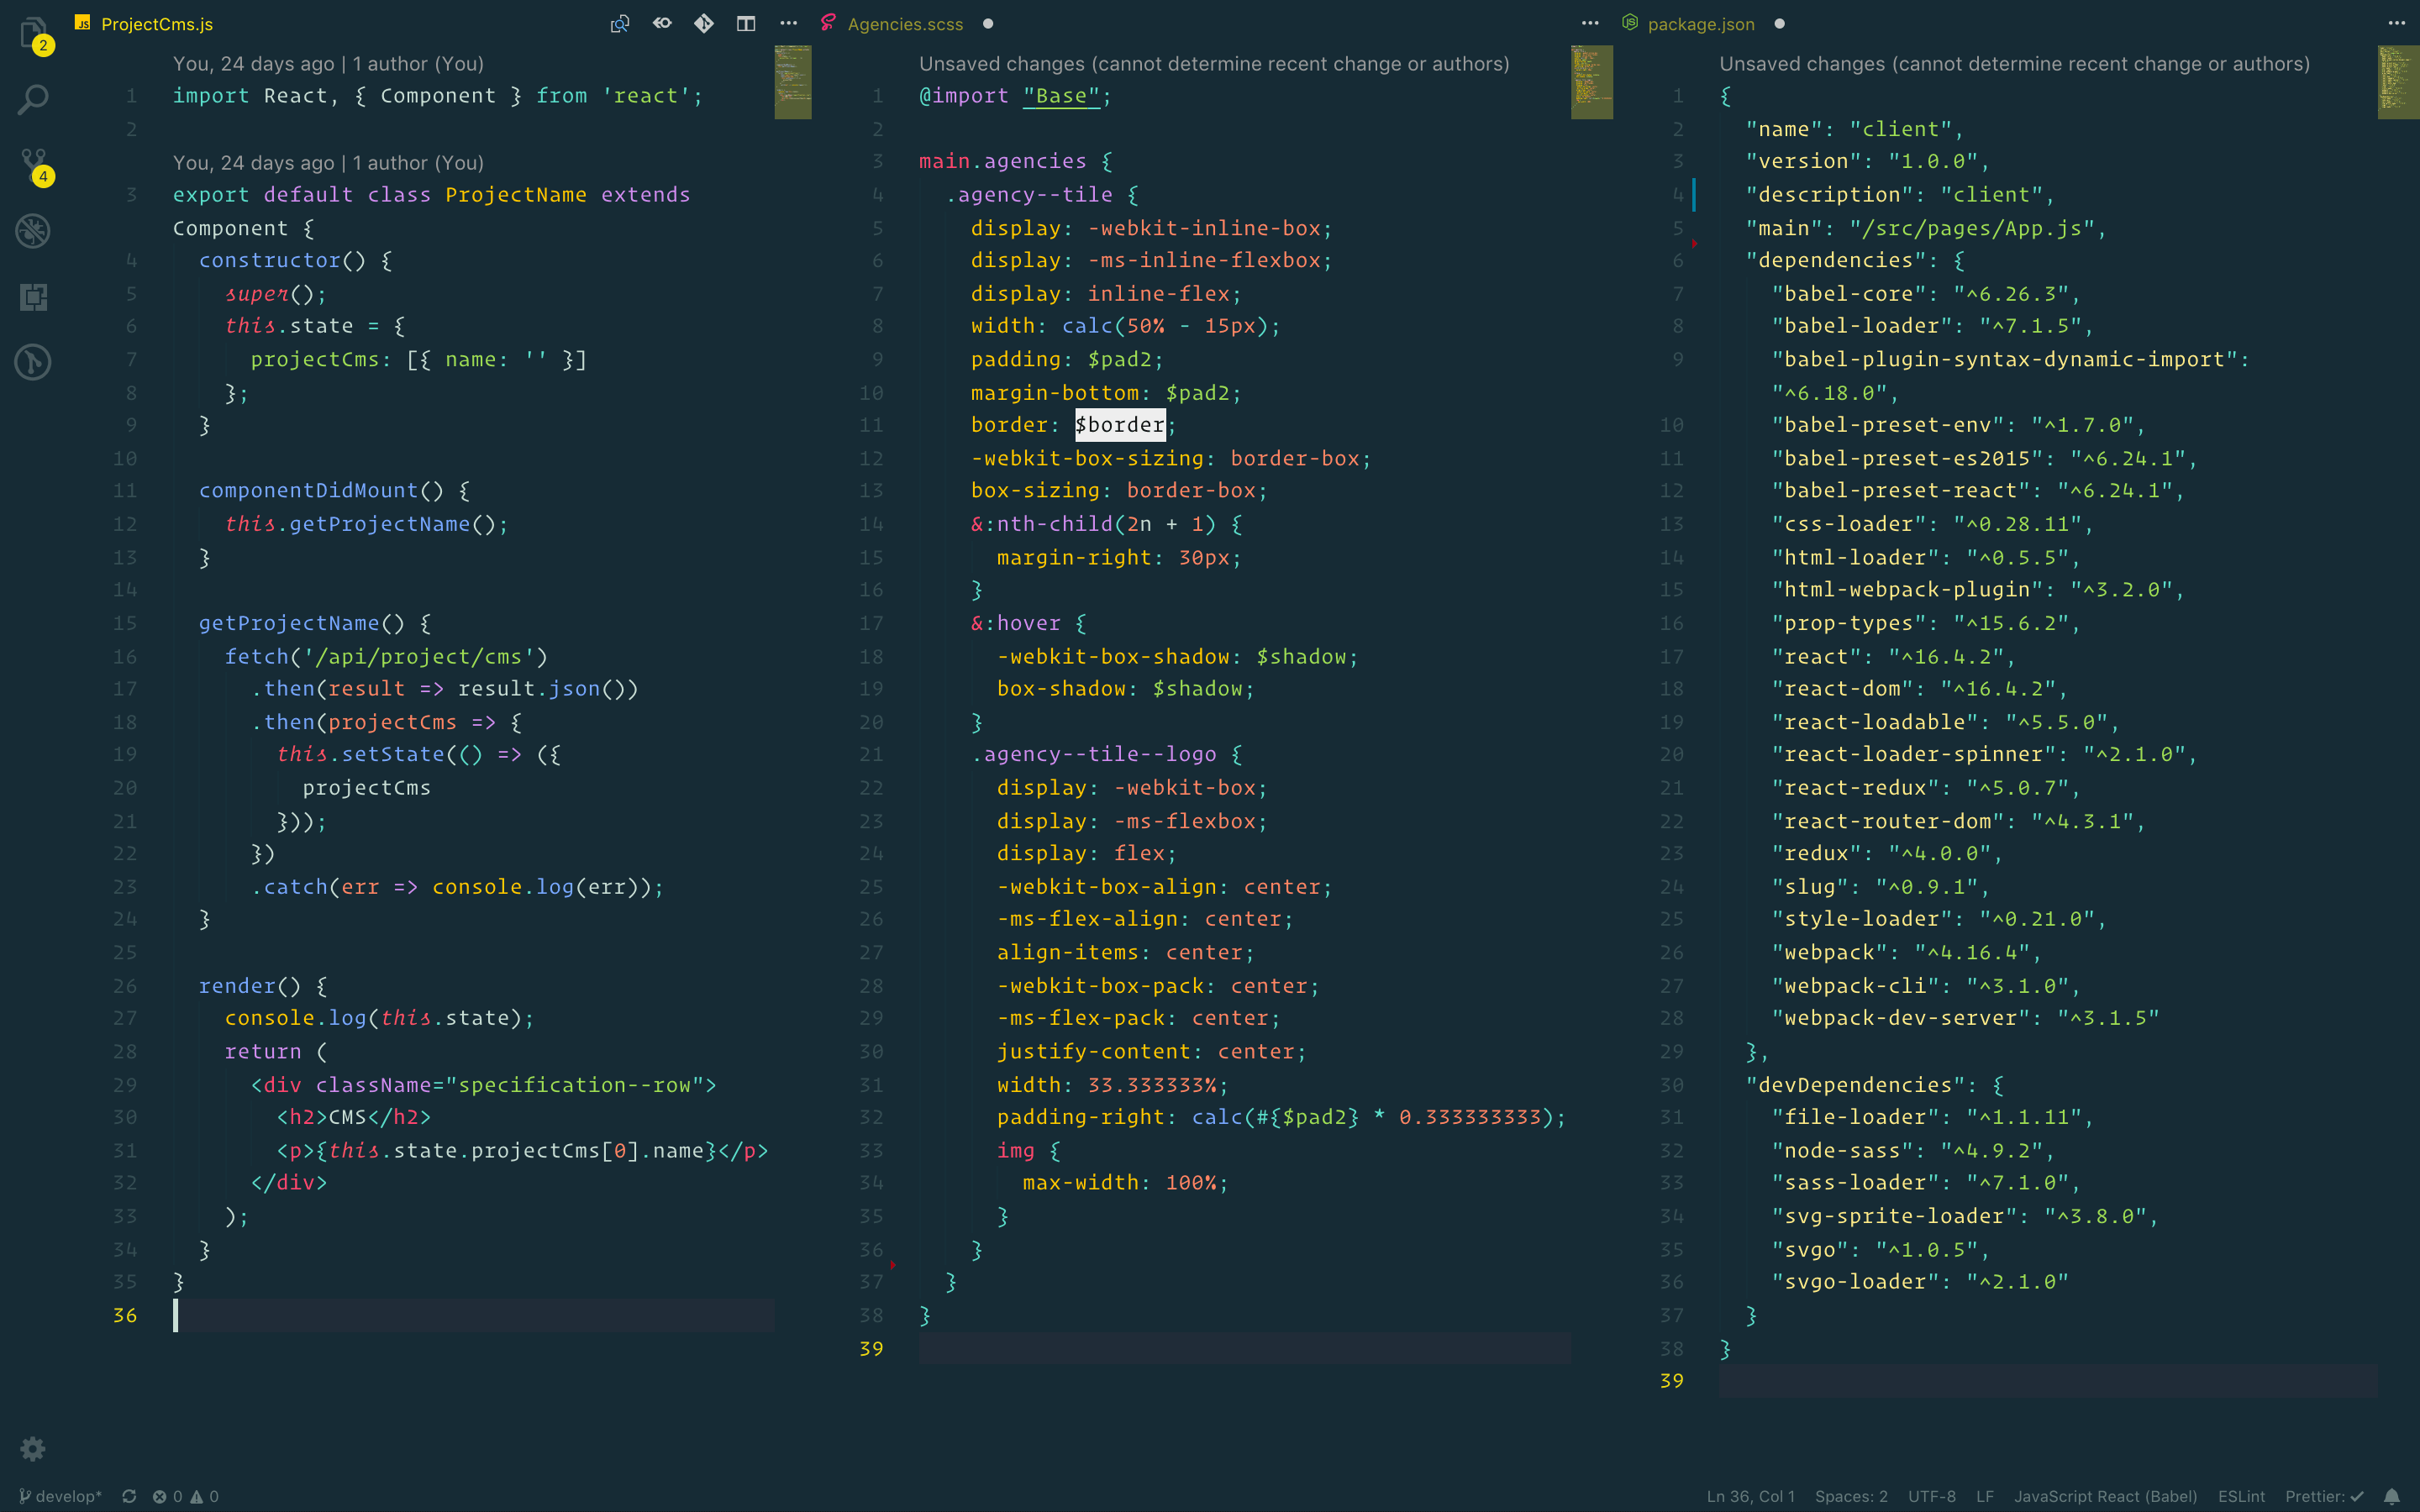 ProjectCms.js
You, 24 days ago | 1 author (You)
1 import React, { Component } from 'react';
2
You, 24 days ago | 1 author (You)
3 export default class ProjectName extends
Component {
4 constructor() {
5 super();
6 this.state = {
7 projectCms: [{ name: '' }]
8 };
9 }
10
11 componentDidMount() {
12 this.getProjectName();
13 }
14
15 getProjectName() {
16 fetch('/api/project/cms')
17 .then(result => result.json())
18 .then(projectCms => {
19 this.setState(() => ({
20 projectCms
21 }));
22 })
23 .catch(err => console.log(err));
24 }
25
26 render() {
27 console.log(this.state);
28 return (
29 <div className="specification--row">
30 <h2>CMS</h2>
31 <p>{this.state.projectCms[0].name}</p>
32 </div>
33 );
34 }
35 }
36
Agencies.scss
Unsaved changes (cannot determine recent change or authors)
1 @import "Base";
2
3 main.agencies {
4 .agency--tile {
5 display: -webkit-inline-box;
6 display: -ms-inline-flexbox;
7 display: inline-flex;
8 width: calc(50% - 15px);
9 padding: $pad2;
10 margin-bottom: $pad2;
11 border: $border;
12 -webkit-box-sizing: border-box;
13 box-sizing: border-box;
14 &:nth-child(2n + 1) {
15 margin-right: 30px;
16 }
17 &:hover {
18 -webkit-box-shadow: $shadow;
19 box-shadow: $shadow;
20 }
21 .agency--tile--logo {
22 display: -webkit-box;
23 display: -ms-flexbox;
24 display: flex;
25 -webkit-box-align: center;
26 -ms-flex-align: center;
27 align-items: center;
28 -webkit-box-pack: center;
29 -ms-flex-pack: center;
30 justify-content: center;
31 width: 33.333333%;
32 padding-right: calc(#{$pad2} * 0.333333333);
33 img {
34 max-width: 100%;
35 }
36 }
37 }
38 }
39
package.json
Unsaved changes (cannot determine recent change or authors)
1 {
2 "name": "client",
3 "version": "1.0.0",
4 "description": "client",
5 "main": "/src/pages/App.js",
6 "dependencies": {
7 "babel-core": "^6.26.3",
8 "babel-loader": "^7.1.5",
9 "babel-plugin-syntax-dynamic-import":
"^6.18.0",
10 "babel-preset-env": "^1.7.0",
11 "babel-preset-es2015": "^6.24.1",
12 "babel-preset-react": "^6.24.1",
13 "css-loader": "^0.28.11",
14 "html-loader": "^0.5.5",
15 "html-webpack-plugin": "^3.2.0",
16 "prop-types": "^15.6.2",
17 "react": "^16.4.2",
18 "react-dom": "^16.4.2",
19 "react-loadable": "^5.5.0",
20 "react-loader-spinner": "^2.1.0",
21 "react-redux": "^5.0.7",
22 "react-router-dom": "^4.3.1",
23 "redux": "^4.0.0",
24 "slug": "^0.9.1",
25 "style-loader": "^0.21.0",
26 "webpack": "^4.16.4",
27 "webpack-cli": "^3.1.0",
28 "webpack-dev-server": "^3.1.5"
29 },
30 "devDependencies": {
31 "file-loader": "^1.1.11",
32 "node-sass": "^4.9.2",
33 "sass-loader": "^7.1.0",
34 "svg-sprite-loader": "^3.8.0",
35 "svgo": "^1.0.5",
36 "svgo-loader": "^2.1.0"
37 }
38 }
39
2
4
develop* 0 0
Ln 36, Col 1 Spaces: 2 UTF-8 LF JavaScript React (Babel) ESLint Prettier: ✓